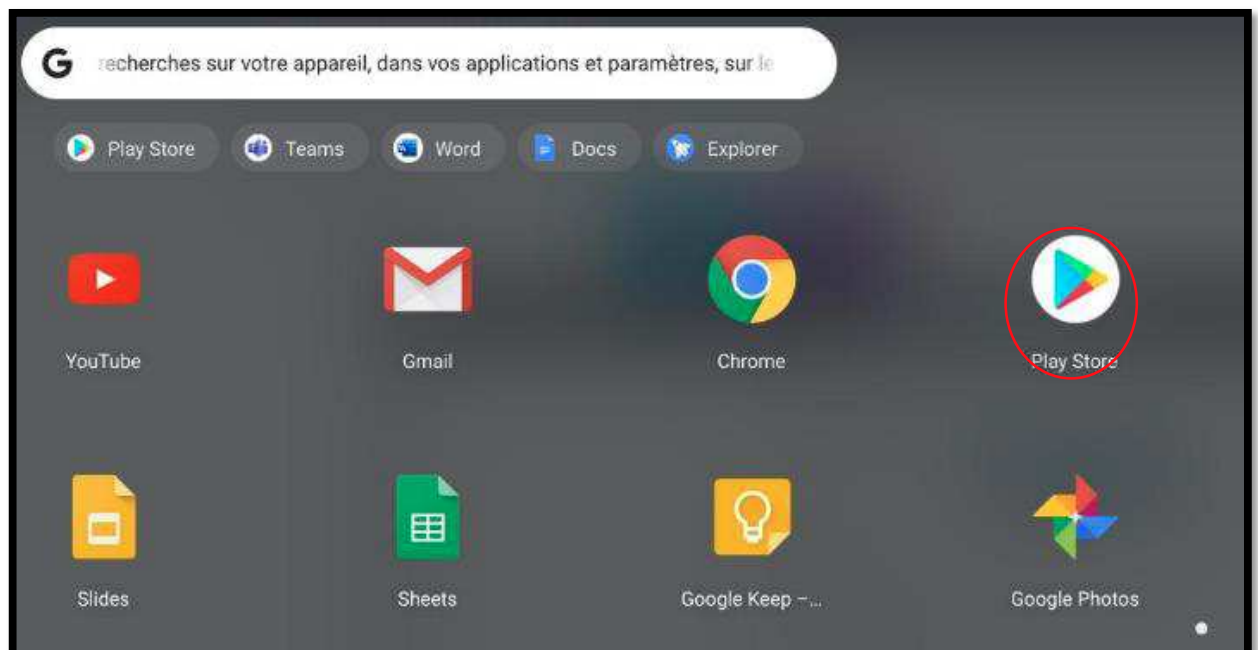 recherches sur votre appareil, dans vos applications et paramètres, sur le
Play Store Teams Word Docs Explorer
YouTube Gmail Chrome Play Store
Slides Sheets Google Keep –... Google Photos